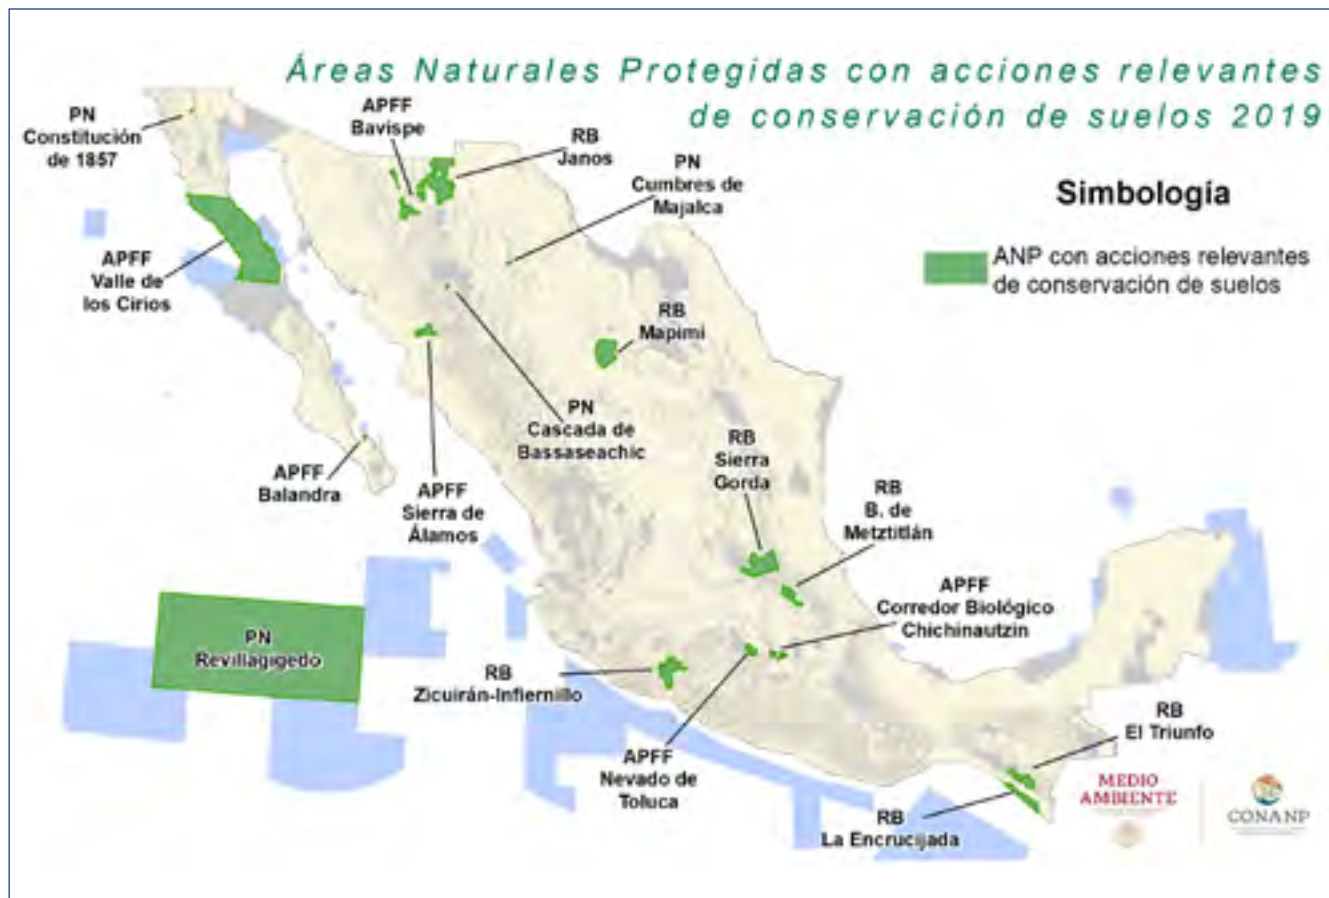 Áreas Naturales Protegidas con acciones relevantes
de conservación de suelos 2019
PN
Constitución
de 1857
APFF
Bavispe
RB
Janos
PN
Cumbres de
Majalca
Simbología
ANP con acciones relevantes
de conservación de suelos
APFF
Valle de
los Cirios
RB
Mapimí
PN
Cascada de
Bassaseachic
APFF
Balandra
APFF
Sierra de
Álamos
RB
Sierra
Gorda
RB
B. de
Metztitlán
APFF
Corredor Biológico
Chichinautzin
PN
Revillagigedo
RB
Zicuirán-Infiernillo
APFF
Nevado de
Toluca
RB
El Triunfo
RB
La Encrucijada
MEDIO
AMBIENTE
CONANP